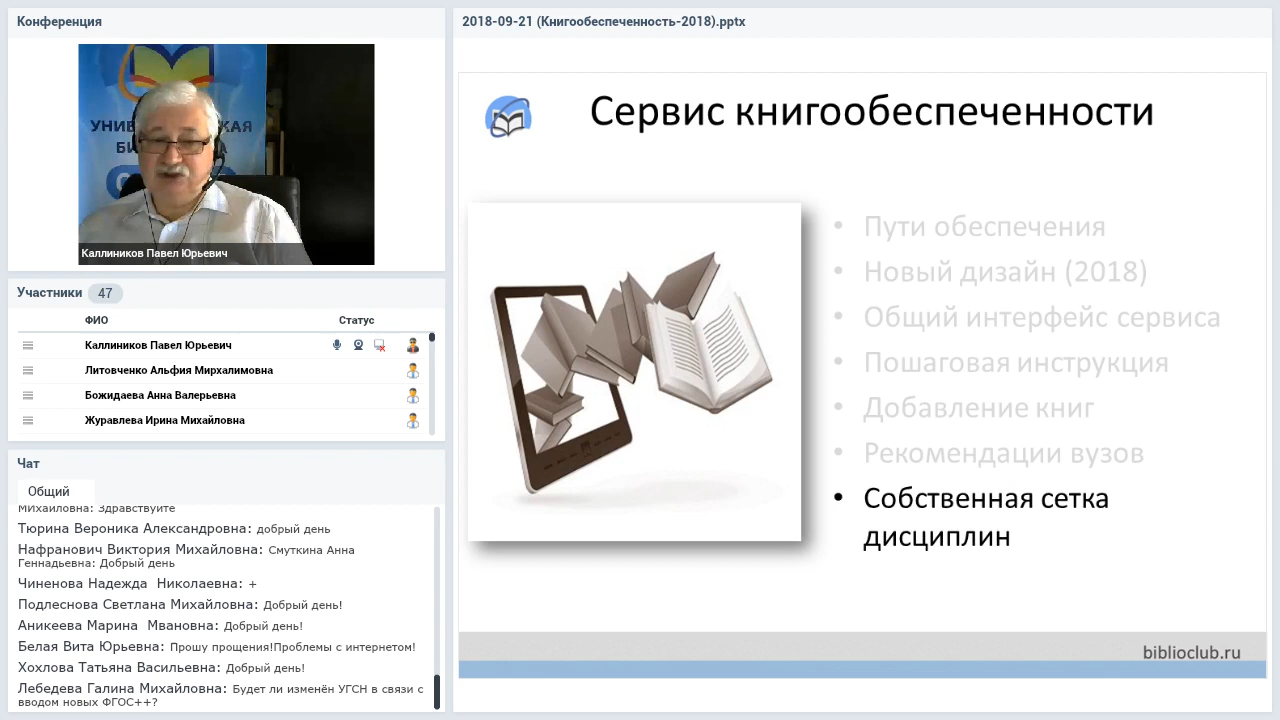 Конференция
УНИВ
КАЯ
Каллиников Павел Юрьевич
Участники 47
ФИО Статус
Каллиников Павел Юрьевич
Литовченко Альфия Мирхалимовна
Божидаева Анна Валерьевна
Журавлева Ирина Михайловна
Чат
Общий
Михайловна: Здравствуйте
Тюрина Вероника Александровна: добрый день
Нафранович Виктория Михайловна: Смуткина Анна
Геннадьевна: Добрый день
Чиненова Надежда Николаевна: +
Подлеснова Светлана Михайловна: Добрый день!
Аникеева Марина Мвановна: Добрый день!
Белая Вита Юрьевна: Прошу прощения!Проблемы с интернетом!
Хохлова Татьяна Васильевна: Добрый день!
Лебедева Галина Михайловна: Будет ли изменён УГСН в связи с
вводом новых ФГОС++?
2018-09-21 (Книгообеспеченность-2018).pptx
Сервис книгообеспеченности
• Пути обеспечения
• Новый дизайн (2018)
• Общий интерфейс сервиса
• Пошаговая инструкция
• Добавление книг
• Рекомендации вузов
• Собственная сетка
дисциплин
biblioclub.ru